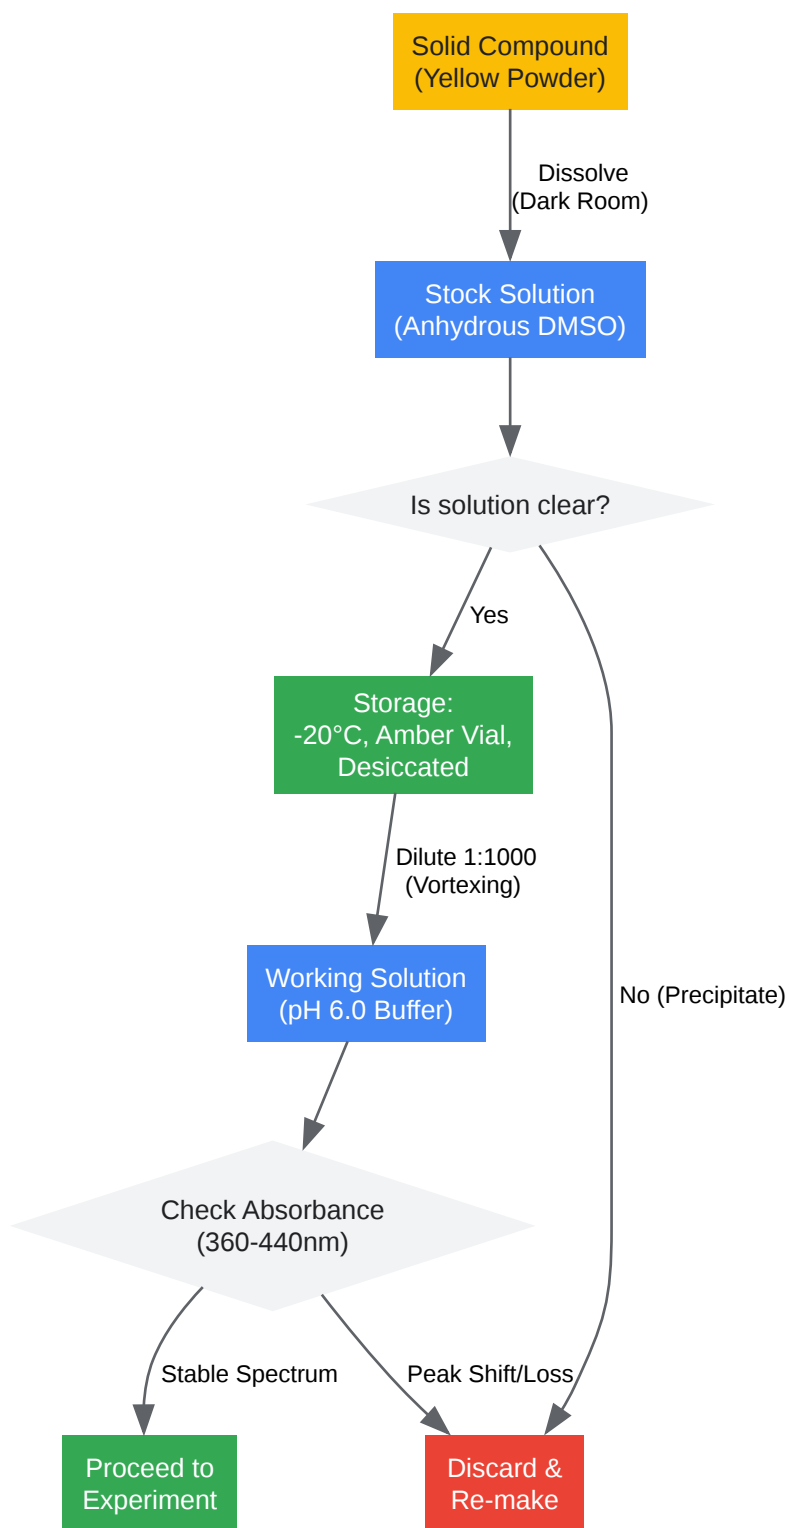 Solid Compound
(Yellow Powder)
Dissolve
(Dark Room)
Stock Solution
(Anhydrous DMSO)
Is solution clear?
Yes
Storage:
-20°C, Amber Vial,
Desiccated
Dilute 1:1000
(Vortexing)
Working Solution
(pH 6.0 Buffer)
No (Precipitate)
Check Absorbance
(360-440nm)
Stable Spectrum
Peak Shift/Loss
Proceed to
Experiment
Discard &
Re-make